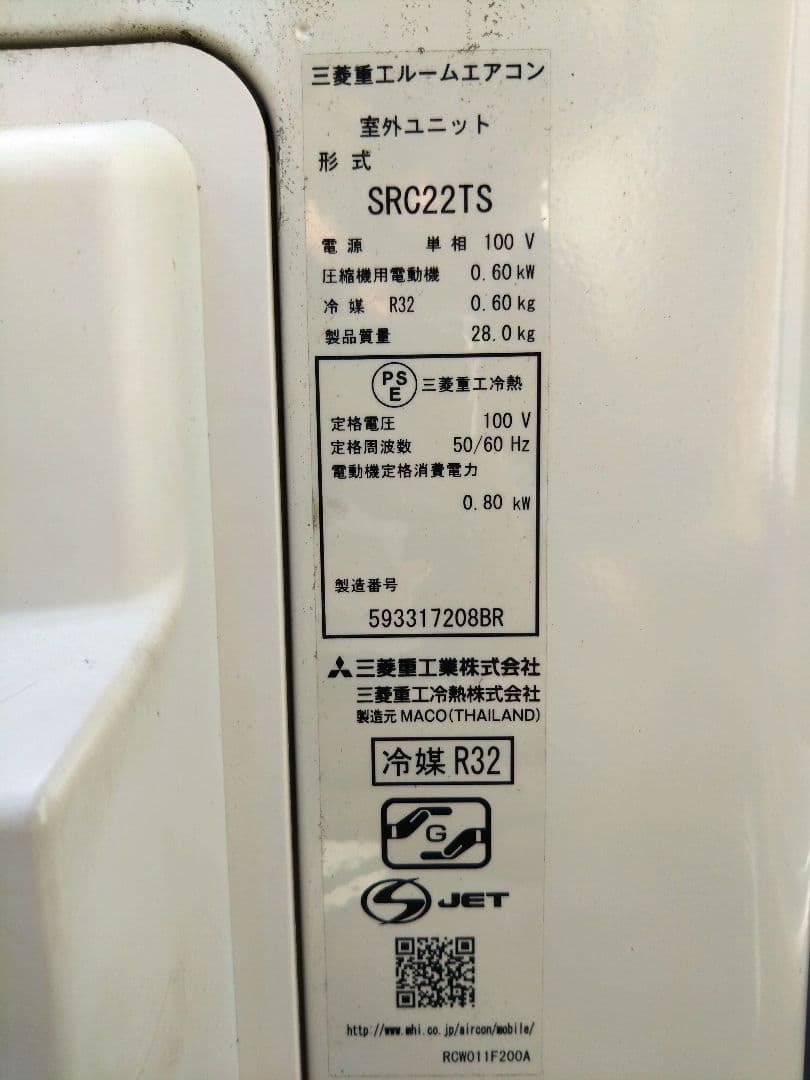 三菱重工ルームエアコン
室外ユニット
形式
SRC22TS
電源 単相 100 V
圧縮機用電動機 0.60 kW
冷媒 R32 0.60 kg
製品質量 28.0 kg
PS
E 三菱重工冷熱
定格電圧 100 V
定格周波数 50/60 Hz
電動機定格消費電力
0.80 kW
製造番号
593317208BR
三菱重工業株式会社
三菱重工冷熱株式会社
製造元 MACO(THAILAND)
冷媒 R32
G
JET
http://www.mhi.co.jp/aircon/mobile/
RCW011F200A